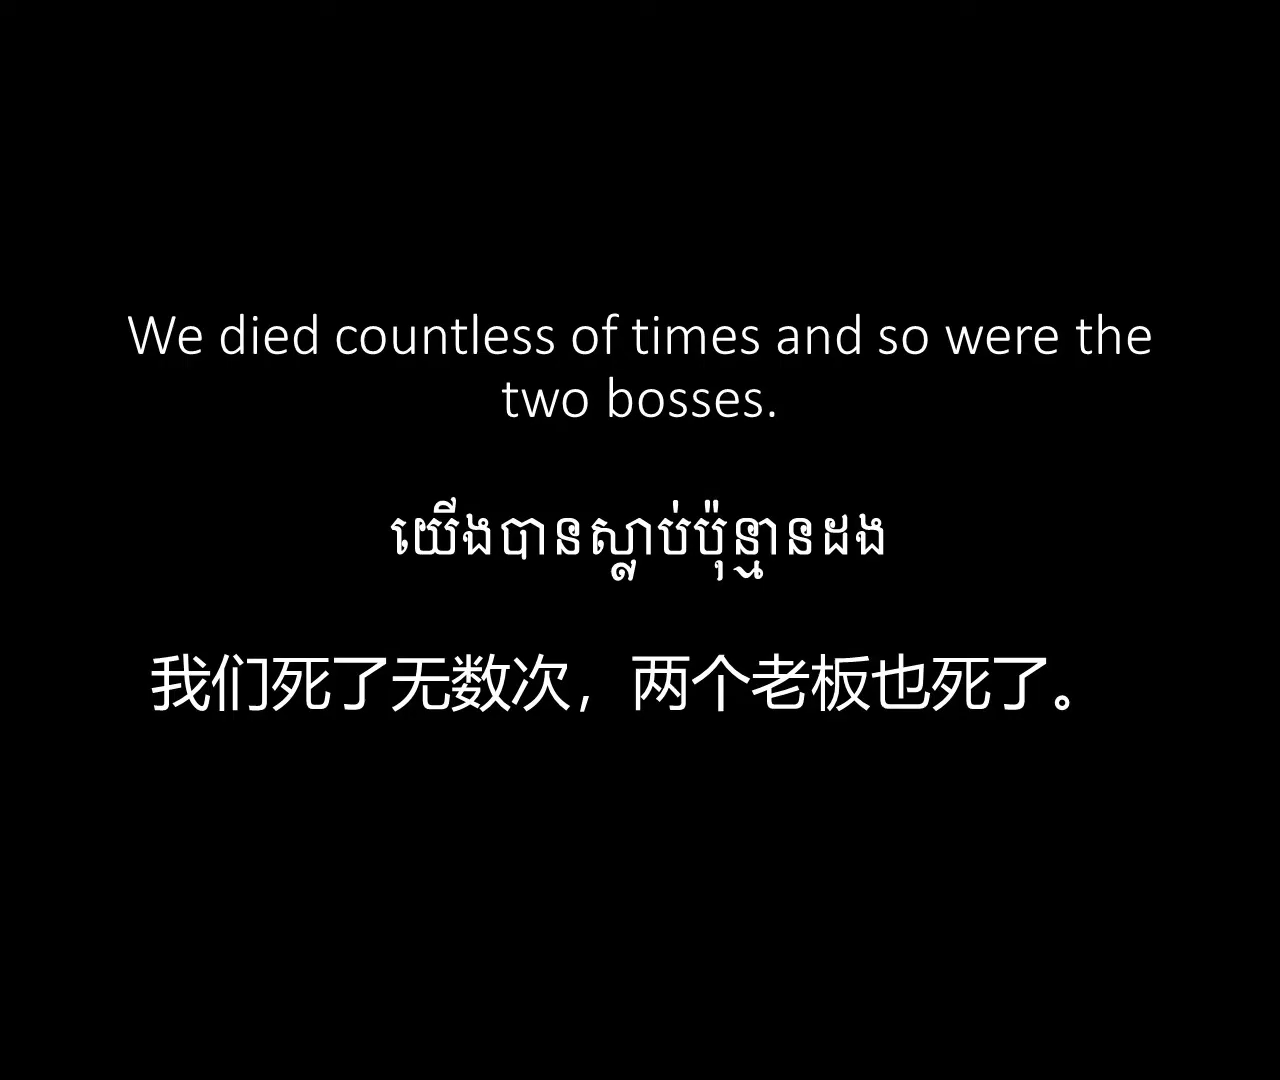 We died countless of times and so were the
two bosses.
យើងបានស្លាប់ប៉ុន្មានដង
我们死了无数次，两个老板也死了。